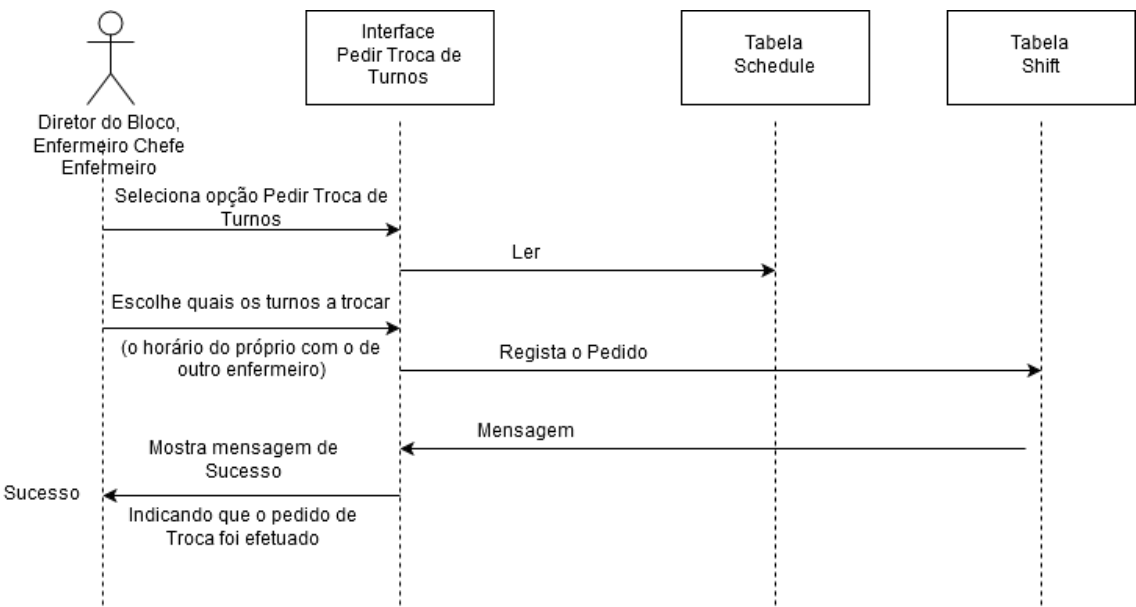 Interface
Pedir Troca de
Turnos
Tabela
Schedule
Tabela
Shift
Diretor do Bloco,
Enfermeiro Chefe
Enfermeiro
Seleciona opção Pedir Troca de
Turnos
Ler
Escolhe quais os turnos a trocar
(o horário do próprio com o de
outro enfermeiro)
Regista o Pedido
Mensagem
Mostra mensagem de
Sucesso
Sucesso
Indicando que o pedido de
Troca foi efetuado